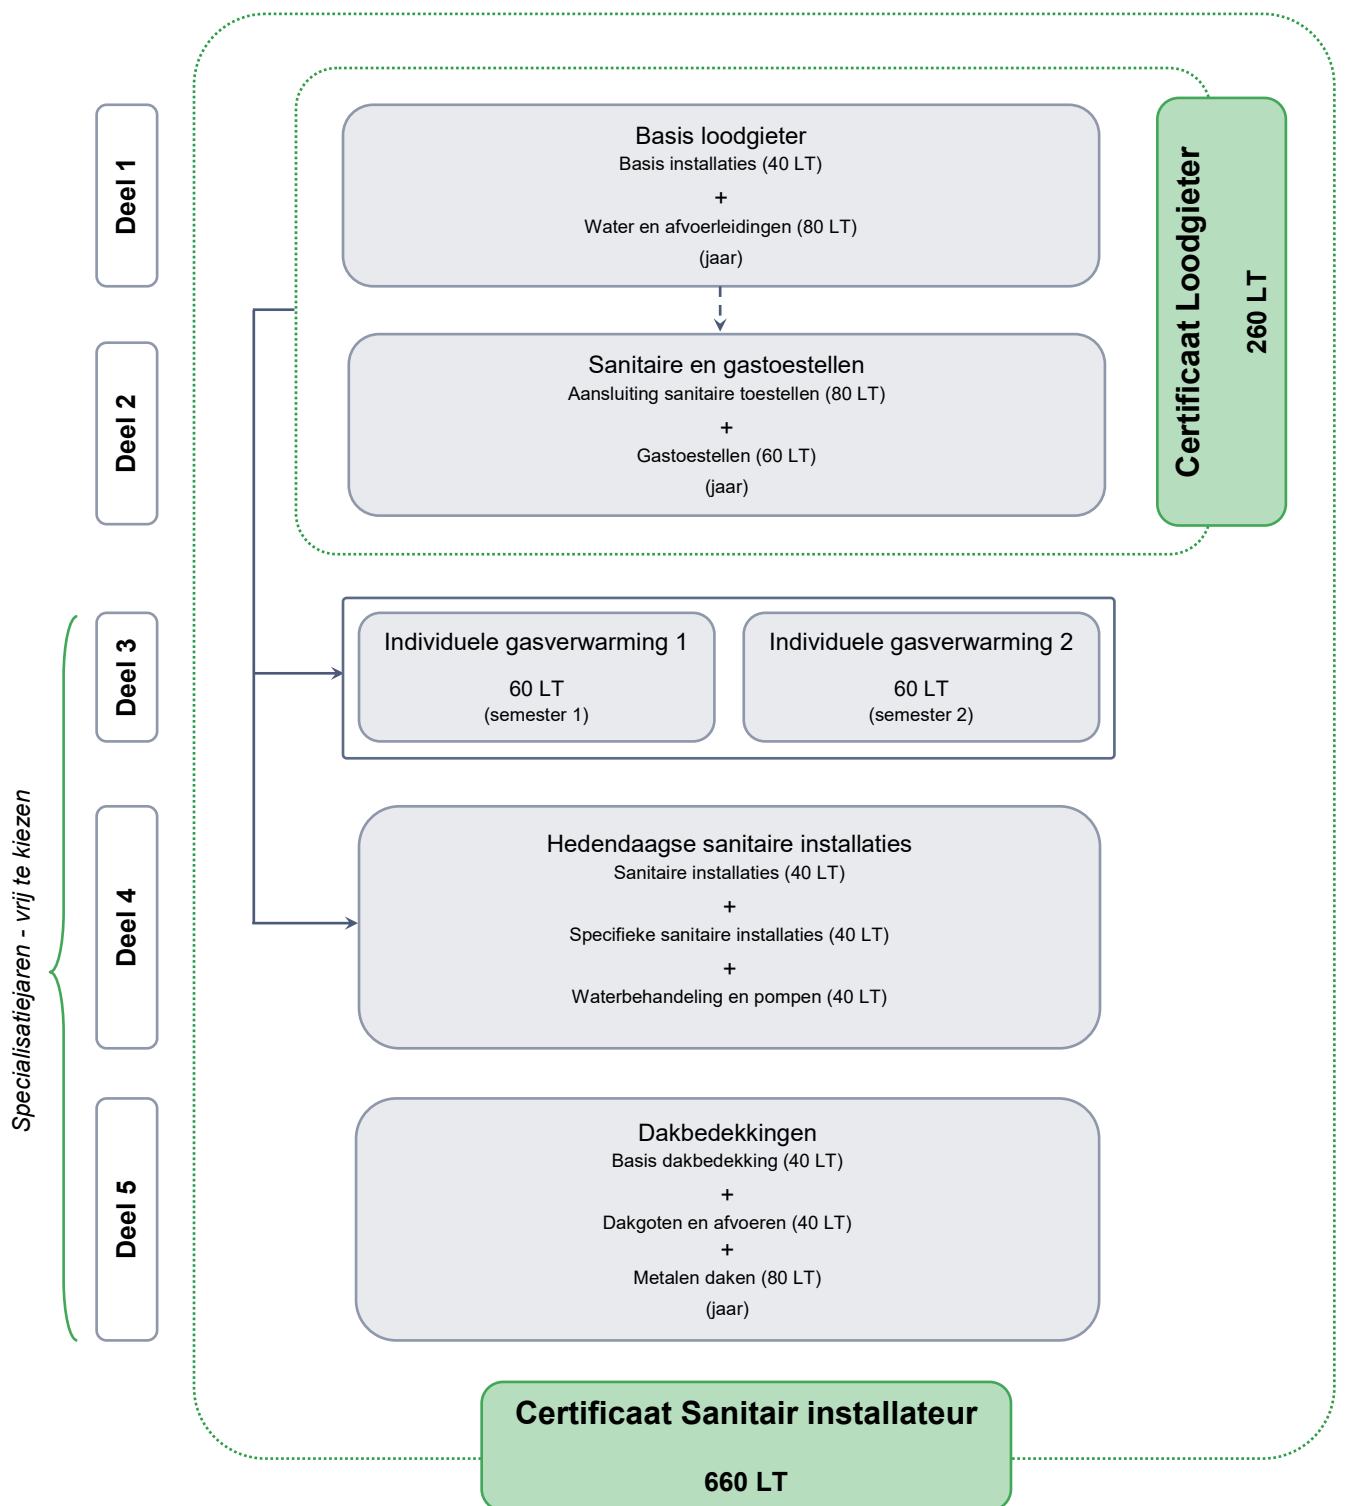 Deel 1
Basis loodgieter
Basis installaties (40 LT)
+
Water en afvoerleidingen (80 LT)
(jaar)
Certificaat Loodgieter
260 LT
Deel 2
Sanitaire en gastoestellen
Aansluiting sanitaire toestellen (80 LT)
+
Gastoestellen (60 LT)
(jaar)
Specialisatiejaren - vrij te kiezen
Deel 3
Individuele gasverwarming 1
60 LT
(semester 1)
Individuele gasverwarming 2
60 LT
(semester 2)
Deel 4
Hedendaagse sanitaire installaties
Sanitaire installaties (40 LT)
+
Specifieke sanitaire installaties (40 LT)
+
Waterbehandeling en pompen (40 LT)
Deel 5
Dakbedekkingen
Basis dakbedekking (40 LT)
+
Dakgoten en afvoeren (40 LT)
+
Metalen daken (80 LT)
(jaar)
Certificaat Sanitair installateur
660 LT